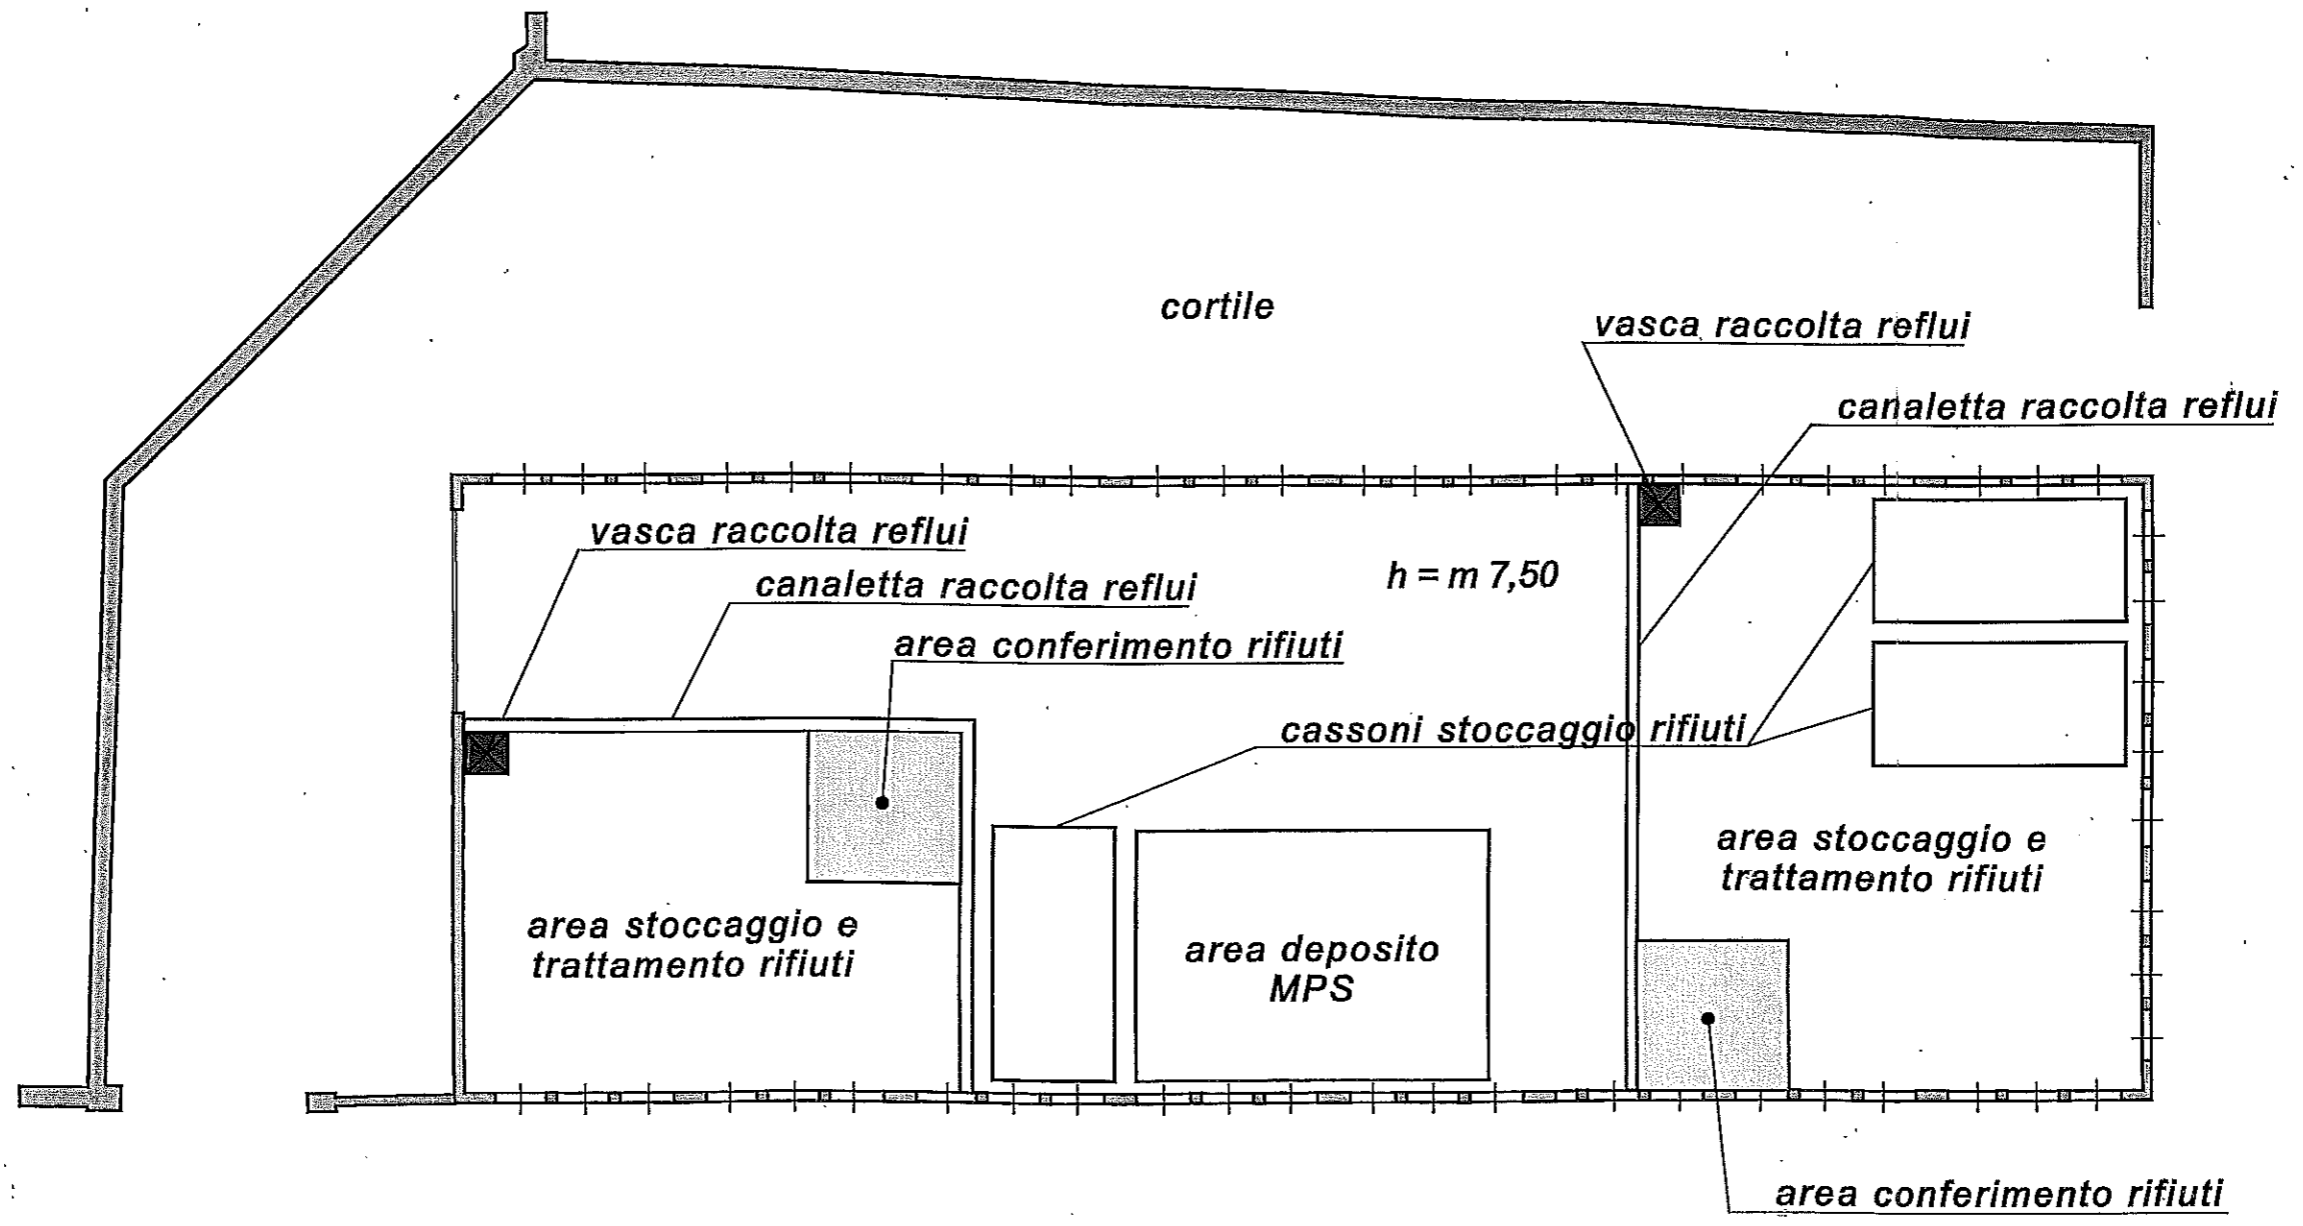 cortile
vasca raccolta reflui
canaletta raccolta reflui
vasca raccolta reflui
h = m 7,50
canaletta raccolta reflui
area conferimento rifiuti
cassoni stoccaggio rifiuti
area stoccaggio e
trattamento rifiuti
area stoccaggio e
trattamento rifiuti
area deposito
MPS
area conferimento rifiuti